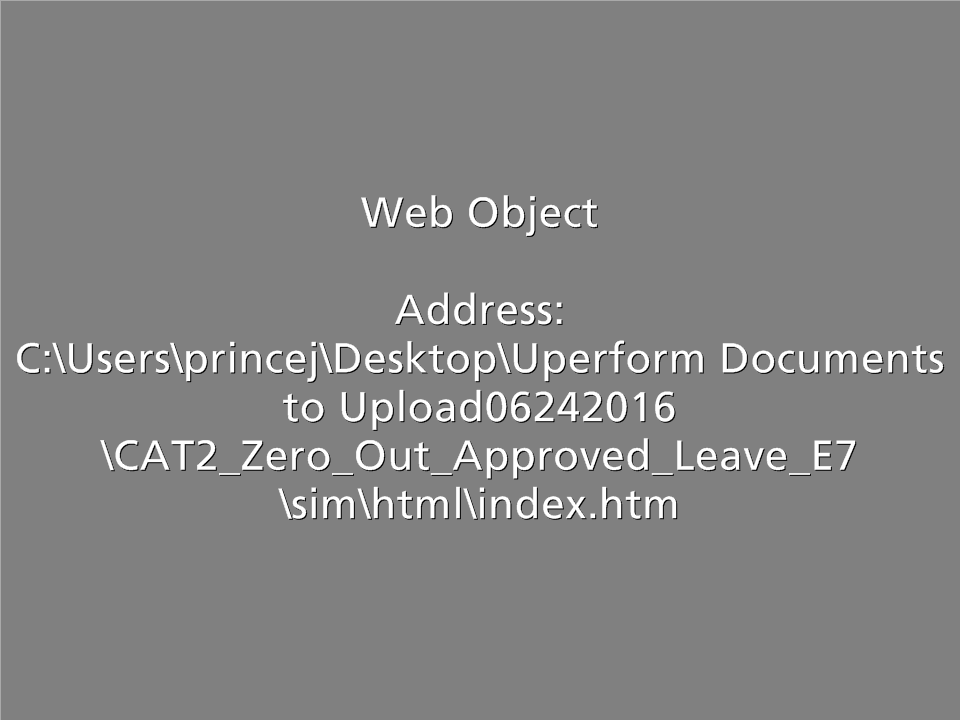 Web Object
Address:
C:\Users\princej\Desktop\Uperform Documents
to Upload06242016
\CAT2_Zero_Out_Approved_Leave_E7
\sim\html\index.htm